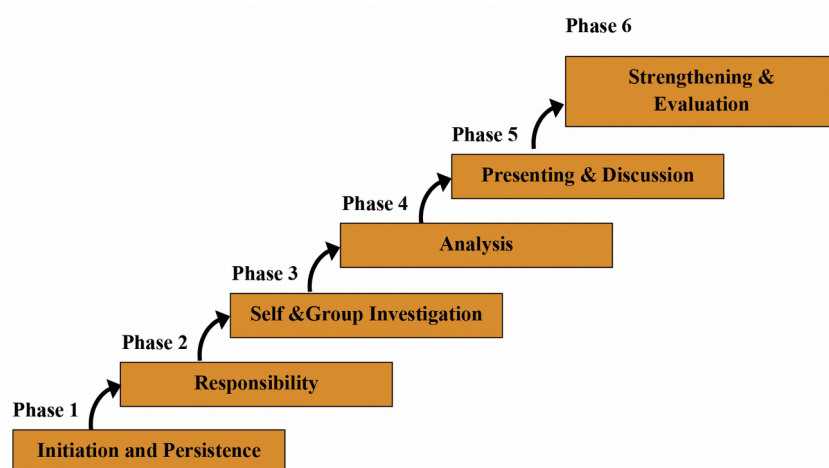 Phase 6
Strengthening &
Evaluation
Phase 5
Presenting & Discussion
Phase 4
Analysis
Phase 3
Self &Group Investigation
Phase 2
Responsibility
Phase 1
Initiation and Persistence